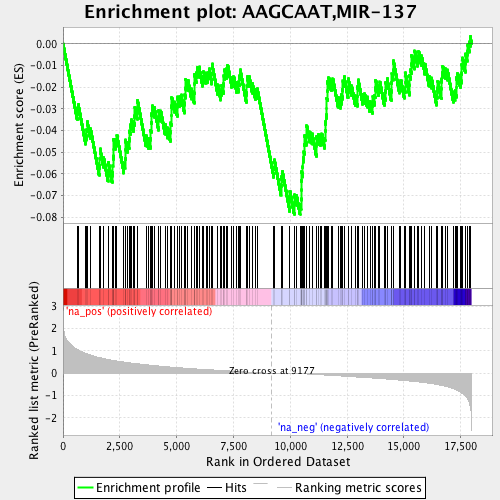 Enrichment plot: AAGCAAT,MIR-137
Enrichment score (ES)
0.00
-0.01
-0.02
-0.03
-0.04
-0.05
-0.06
-0.07
-0.08
'na_pos' (positively correlated)
Ranked list metric (PreRanked)
3
2
1
0
-1
-2
Zero cross at 9177
'na_neg' (negatively correlated)
0 2,500 5,000 7,500 10,000 12,500 15,000 17,500
Rank in Ordered Dataset
Enrichment profile Hits Ranking metric scores